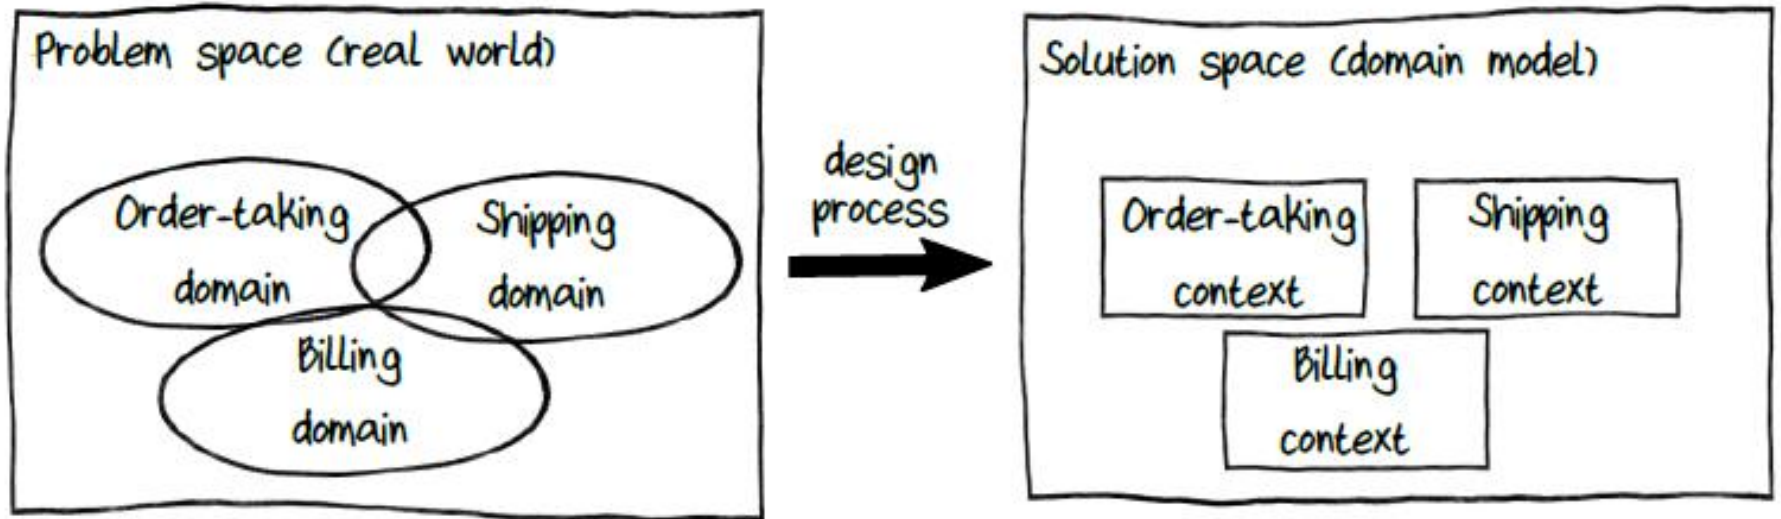 Problem space (real world)
Order-taking
domain
Shipping
domain
Billing
domain
design
process
Solution space (domain model)
Order-taking
context
Shipping
context
Billing
context